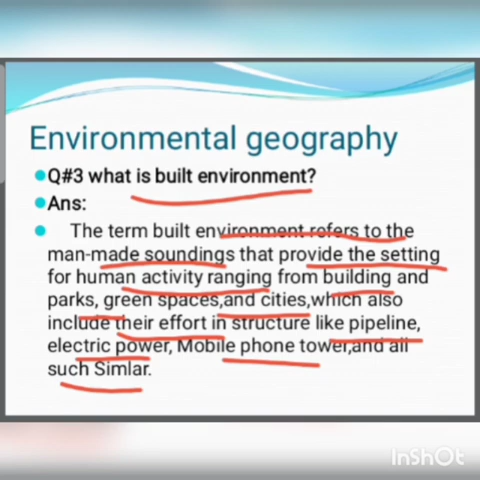 Environmental geography
Q#3 what is built environment?
Ans:
The term built environment refers to the
man-made soundings that provide the setting
for human activity ranging from building and
parks, green spaces,and cities,which also
include their effort in structure like pipeline,
electric power, Mobile phone tower,and all
such Simlar.
InShOt